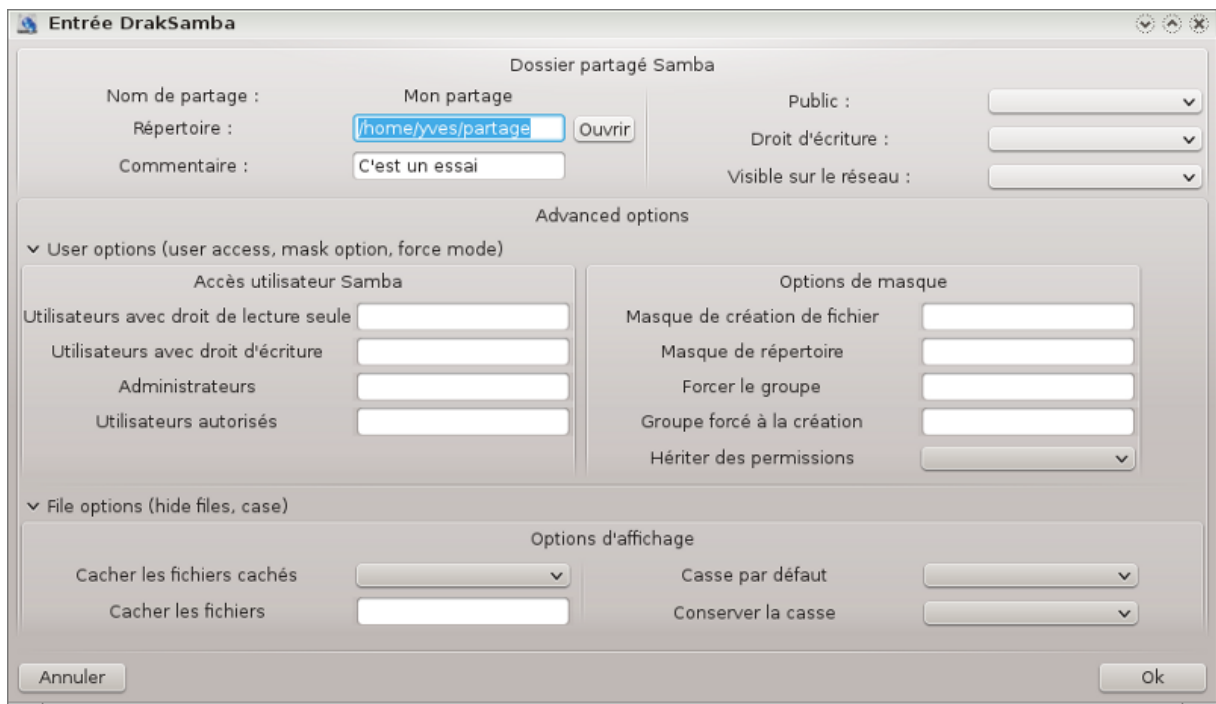 Entrée DrakSamba
Dossier partagé Samba
Nom de partage : Mon partage
Répertoire : /home/yves/partage Ouvrir
Commentaire : C'est un essai
Public :
Droit d'écriture :
Visible sur le réseau :
Advanced options
User options (user access, mask option, force mode)
Accès utilisateur Samba
Utilisateurs avec droit de lecture seule
Utilisateurs avec droit d'écriture
Administrateurs
Utilisateurs autorisés
Options de masque
Masque de création de fichier
Masque de répertoire
Forcer le groupe
Groupe forcé à la création
Hériter des permissions
File options (hide files, case)
Options d'affichage
Cacher les fichiers cachés
Cacher les fichiers
Casse par défaut
Conserver la casse
Annuler Ok